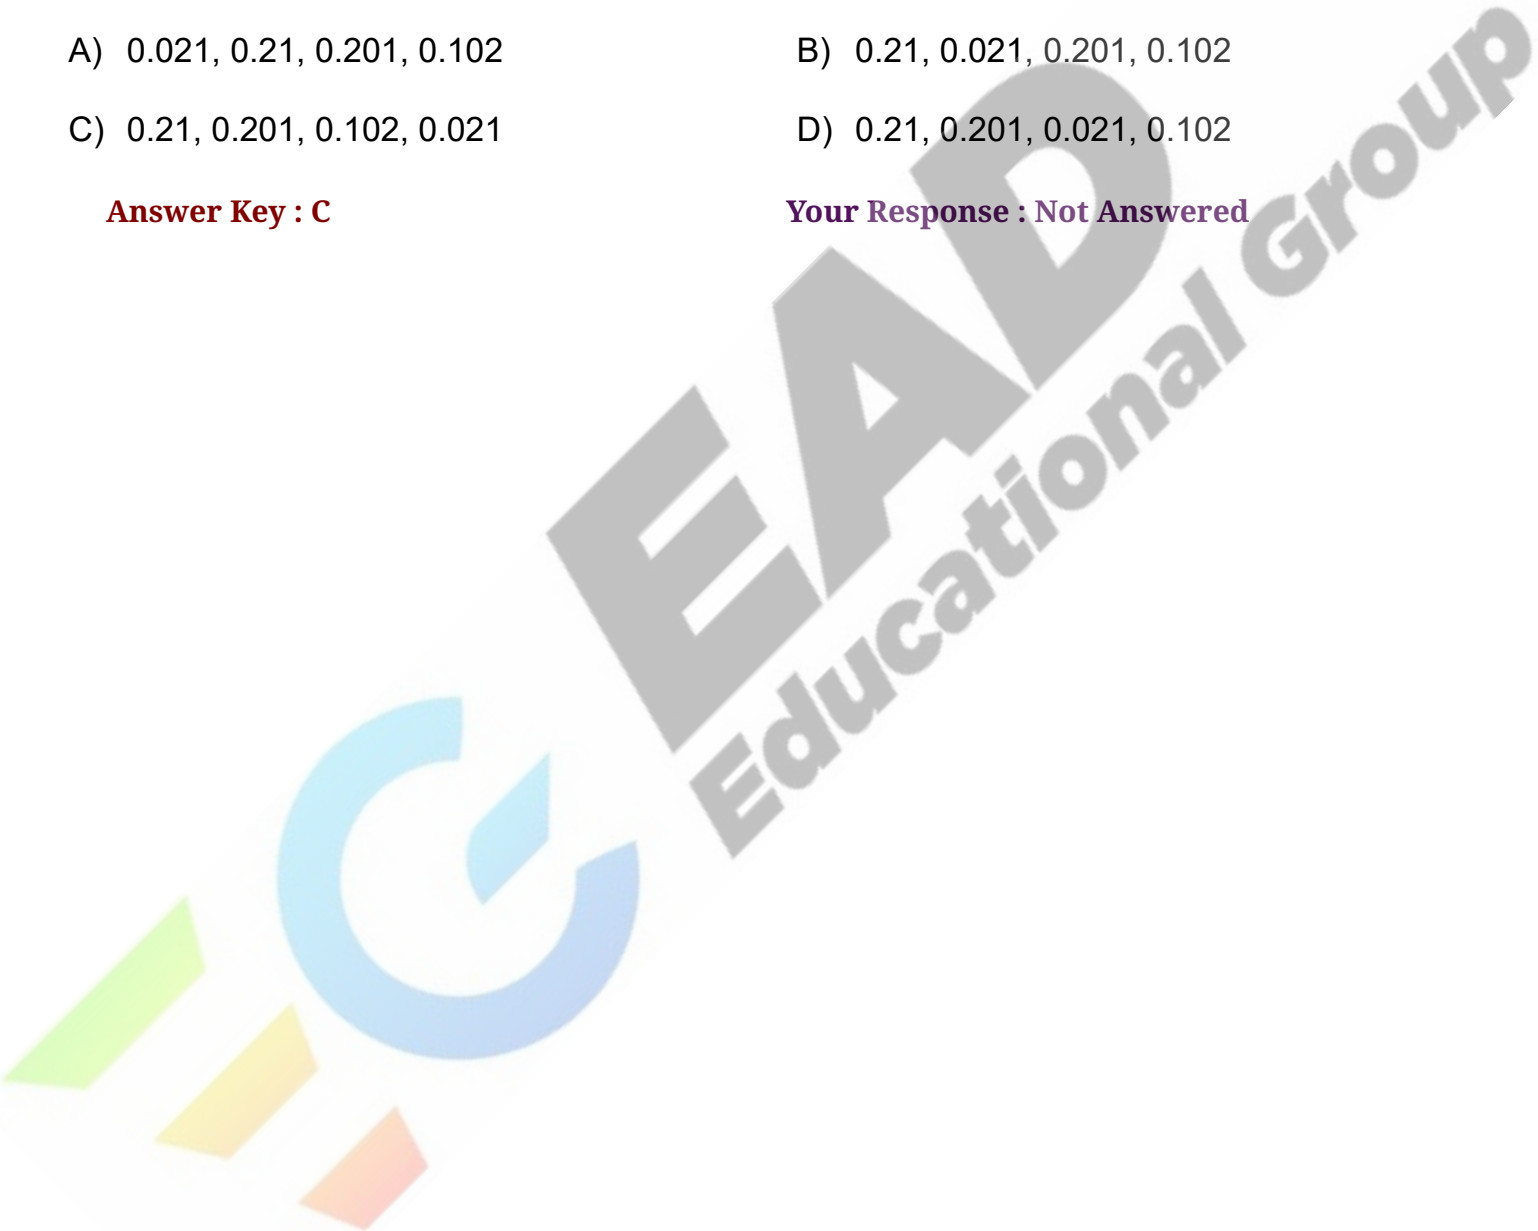 A) 0.021, 0.21, 0.201, 0.102
B) 0.21, 0.021, 0.201, 0.102
C) 0.21, 0.201, 0.102, 0.021
D) 0.21, 0.201, 0.021, 0.102
Answer Key : C
Your Response : Not Answered
EAD
Educational Group